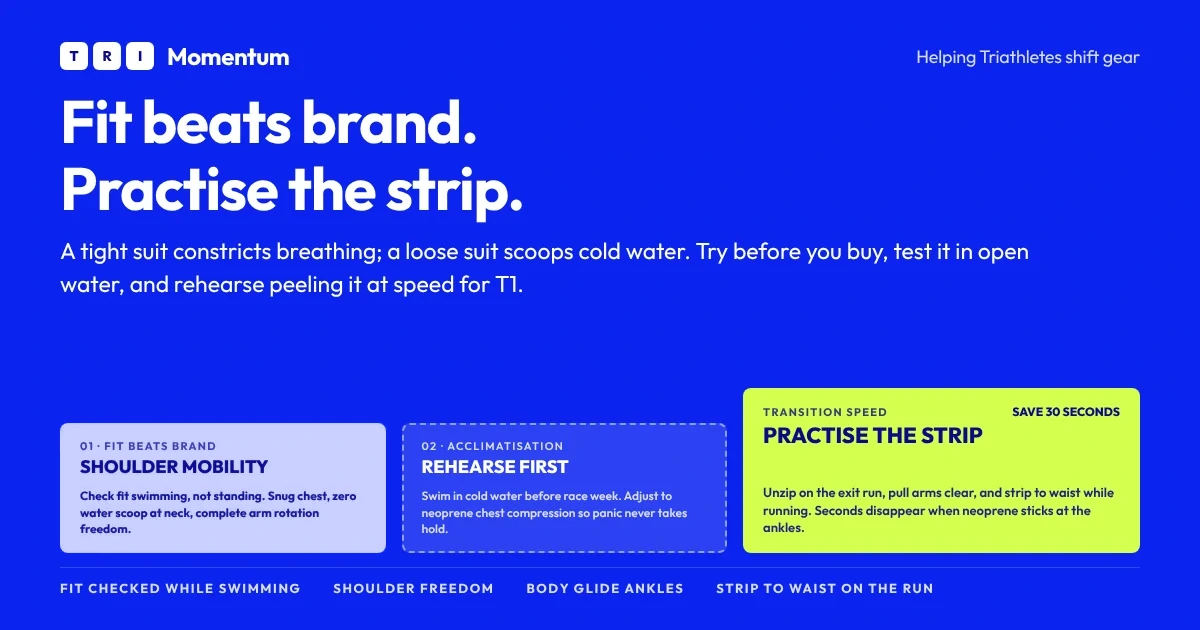 TRI Momentum
Helping Triathletes shift gear
Fit beats brand.
Practise the strip.
A tight suit constricts breathing; a loose suit scoops cold water. Try before you buy, test it in open
water, and rehearse peeling it at speed for T1.
01 · FIT BEATS BRAND
SHOULDER MOBILITY
Check fit swimming, not standing. Snug chest, zero
water scoop at neck, complete arm rotation
freedom.
02 · ACCLIMATISATION
REHEARSE FIRST
Swim in cold water before race week. Adjust to
neoprene chest compression so panic never takes
hold.
TRANSITION SPEED
SAVE 30 SECONDS
PRACTISE THE STRIP
Unzip on the exit run, pull arms clear, and strip to waist while
running. Seconds disappear when neoprene sticks at the
ankles.
FIT CHECKED WHILE SWIMMING
SHOULDER FREEDOM
BODY GLIDE ANKLES
STRIP TO WAIST ON THE RUN